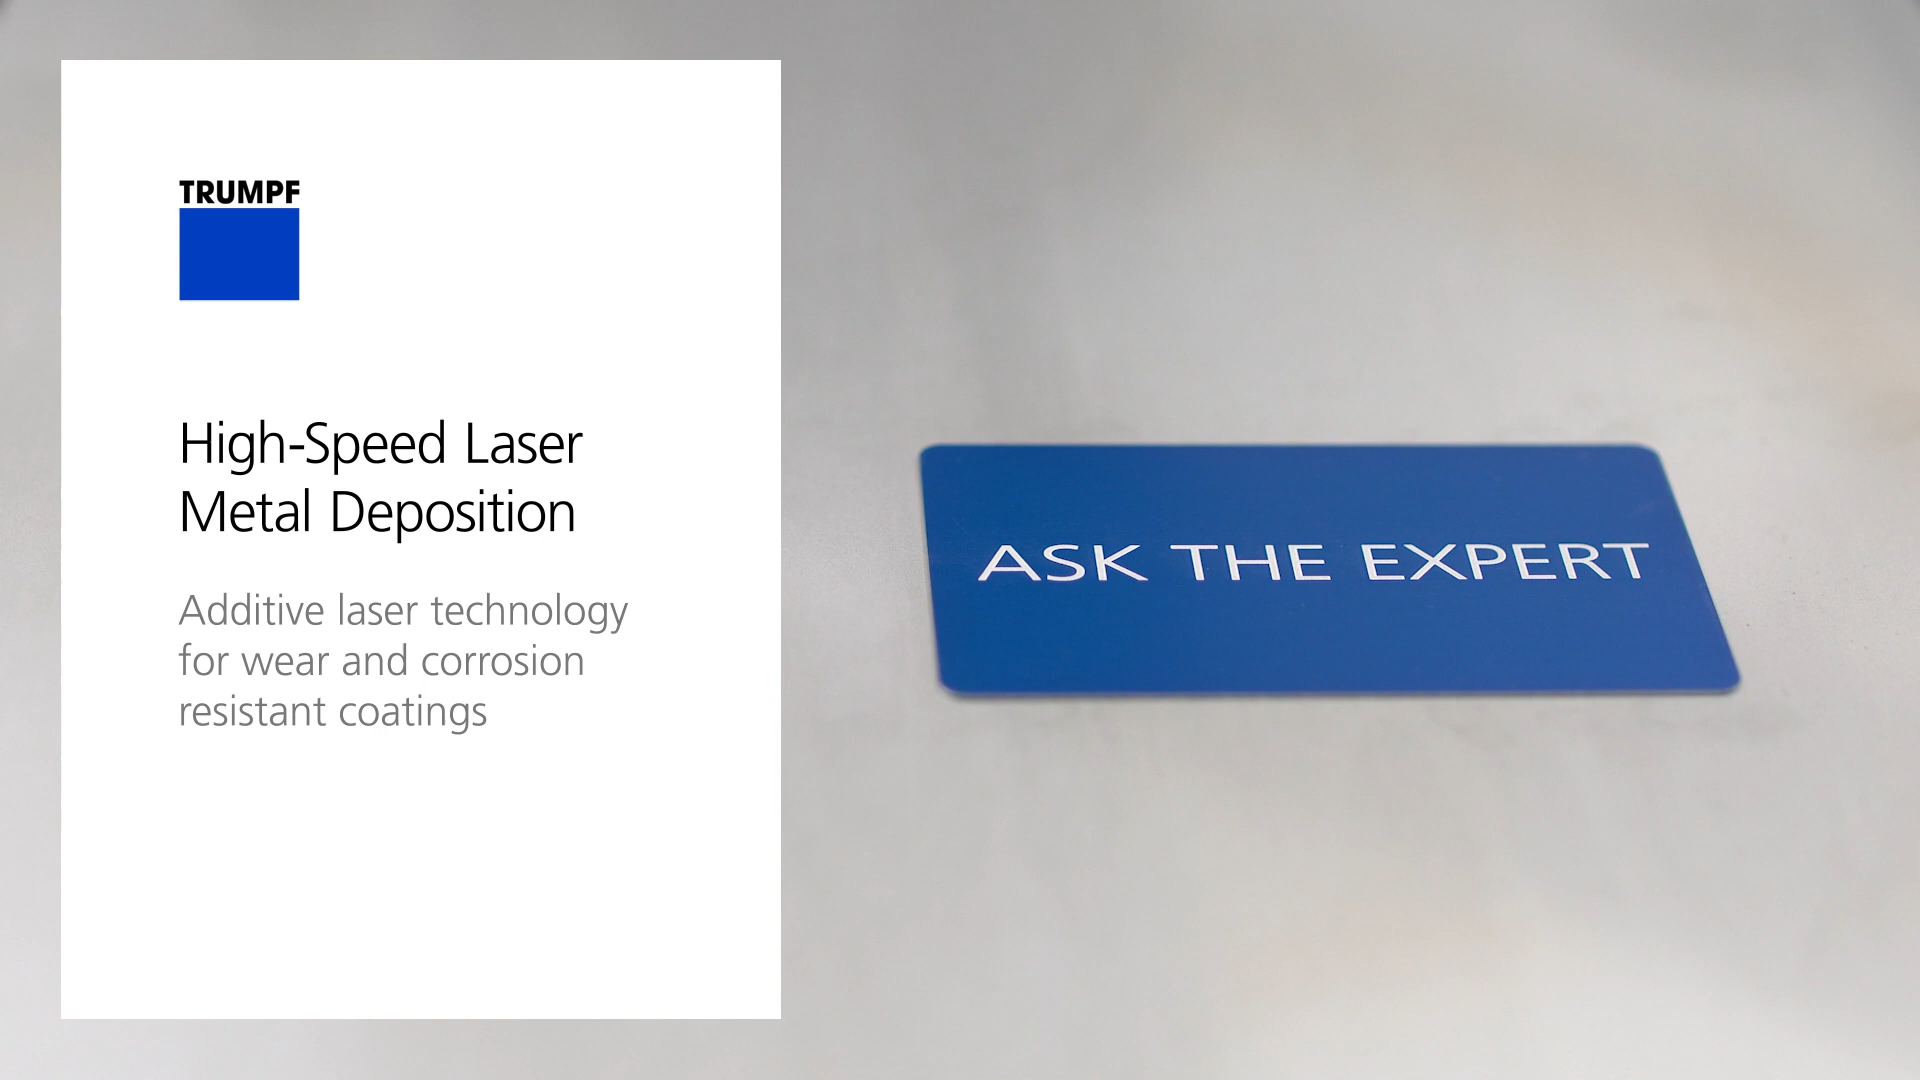 TRUMPF
High-Speed Laser
Metal Deposition
Additive laser technology
for wear and corrosion
resistant coatings
ASK THE EXPERT